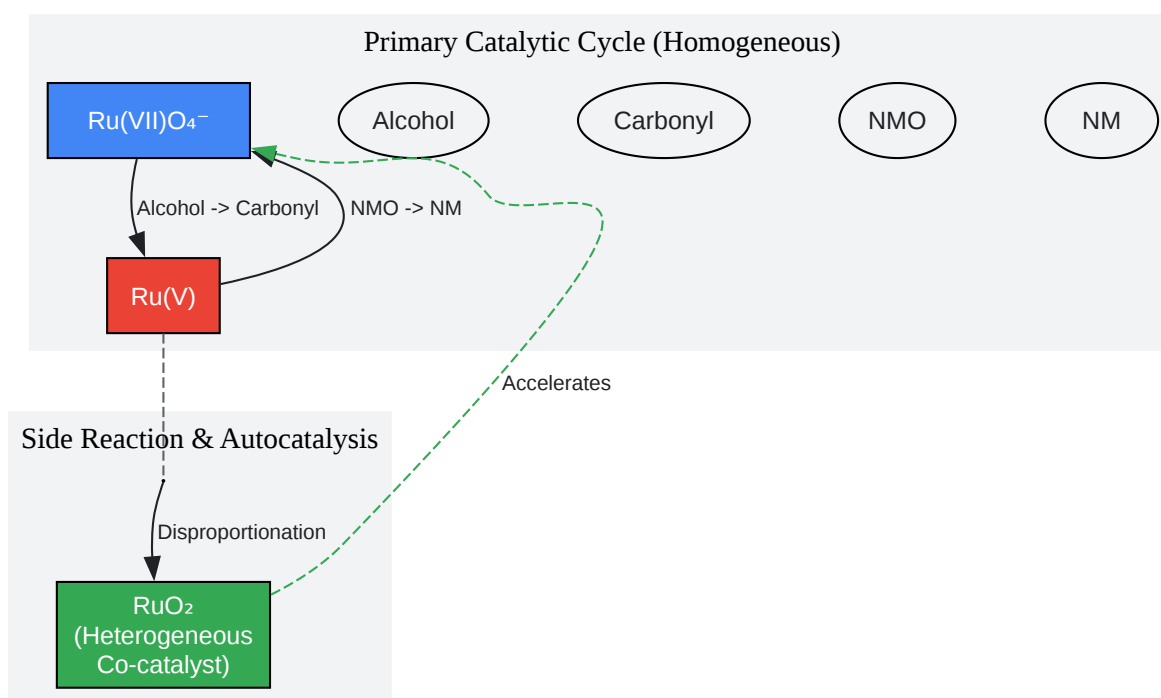 Primary Catalytic Cycle (Homogeneous)
Ru(VII)O₄⁻
Alcohol
Carbonyl
NMO
NM
Alcohol -> Carbonyl
NMO -> NM
Ru(V)
Accelerates
Side Reaction & Autocatalysis
Disproportionation
RuO₂
(Heterogeneous
Co-catalyst)